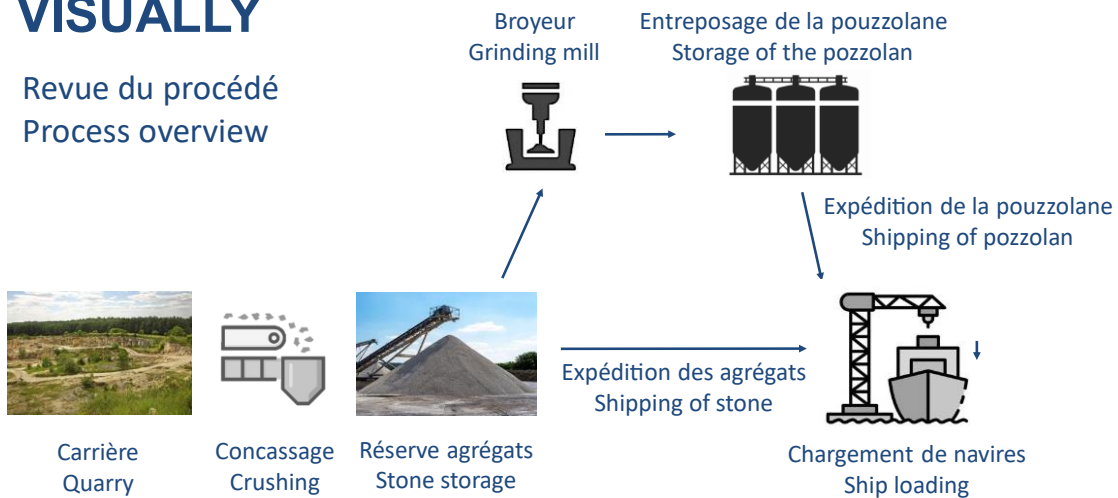 VISUALLY
Revue du procédé
Process overview
Broyeur
Grinding mill
Entreposage de la pouzzolane
Storage of the pozzolan
Expédition de la pouzzolane
Shipping of pozzolan
Expédition des agrégats
Shipping of stone
Carrière
Quarry
Concassage
Crushing
Réserve agrégats
Stone storage
Chargement de navires
Ship loading